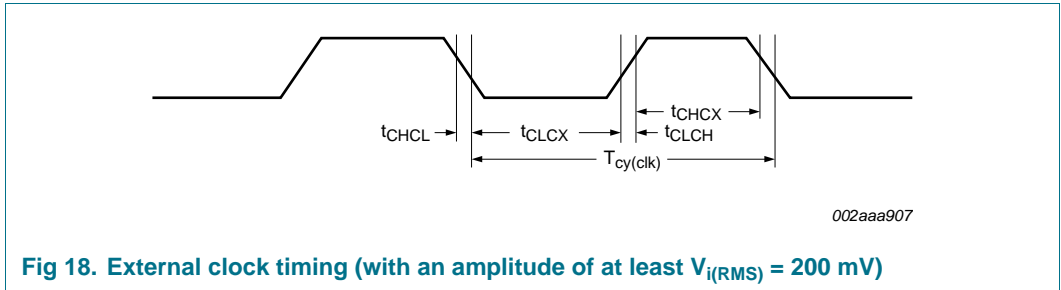 tCHCX
tCHCL tCLCX tCLCH
Tcy(clk)
002aaa907
Fig 18. External clock timing (with an amplitude of at least Vi(RMS) = 200 mV)